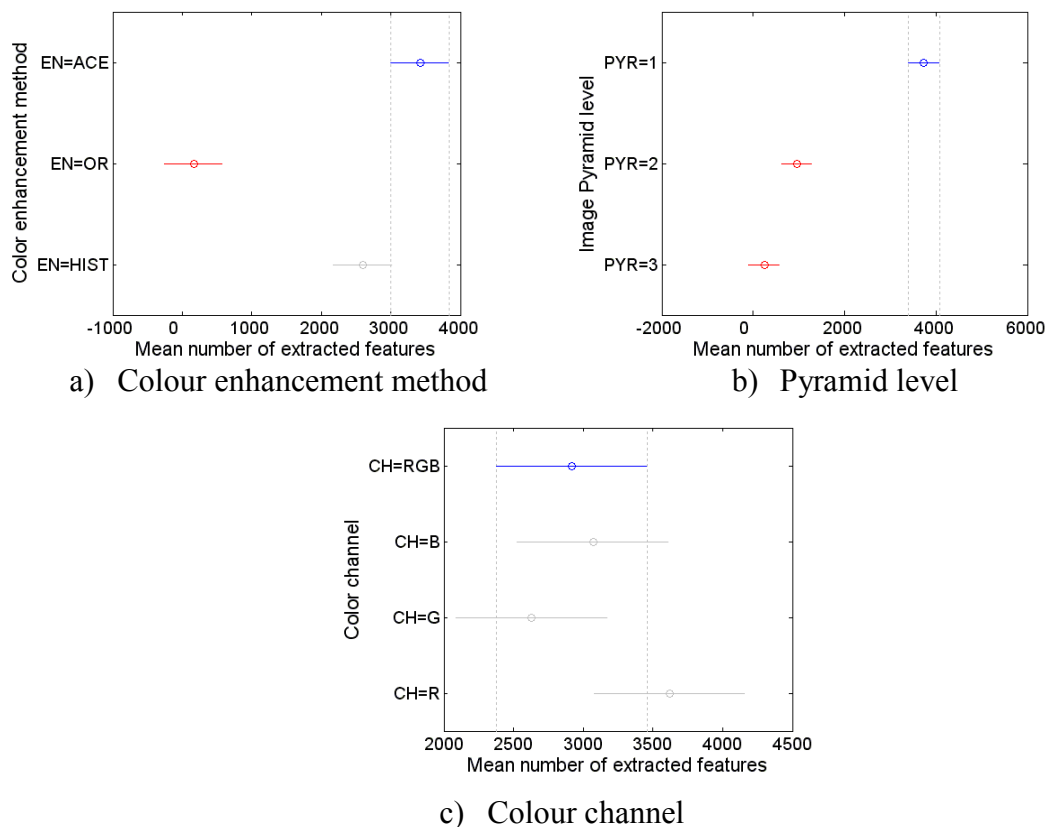 Color enhancement method
EN=ACE
EN=OR
EN=HIST
-1000 0 1000 2000 3000 4000
Mean number of extracted features
a) Colour enhancement method
Image Pyramid level
PYR=1
PYR=2
PYR=3
-2000 0 2000 4000 6000
Mean number of extracted features
b) Pyramid level
Color channel
CH=RGB
CH=B
CH=G
CH=R
2000 2500 3000 3500 4000 4500
Mean number of extracted features
c) Colour channel